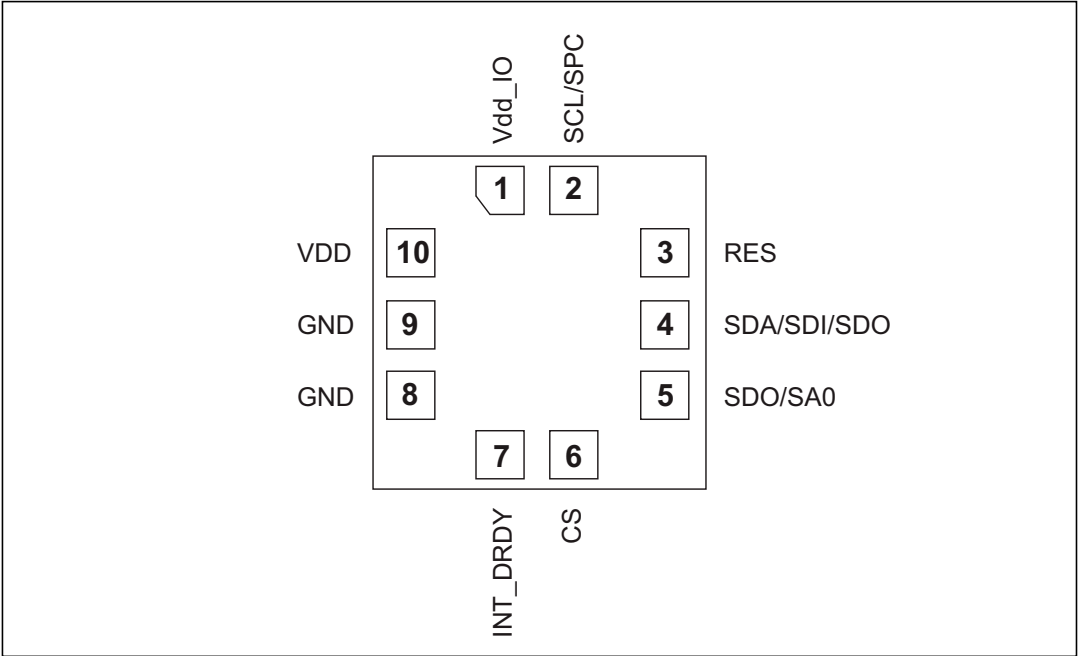 Vdd_IO
SCL/SPC
1
2
VDD
10
3
RES
GND
9
4
SDA/SDI/SDO
GND
8
5
SDO/SA0
7
6
INT_DRDY
CS